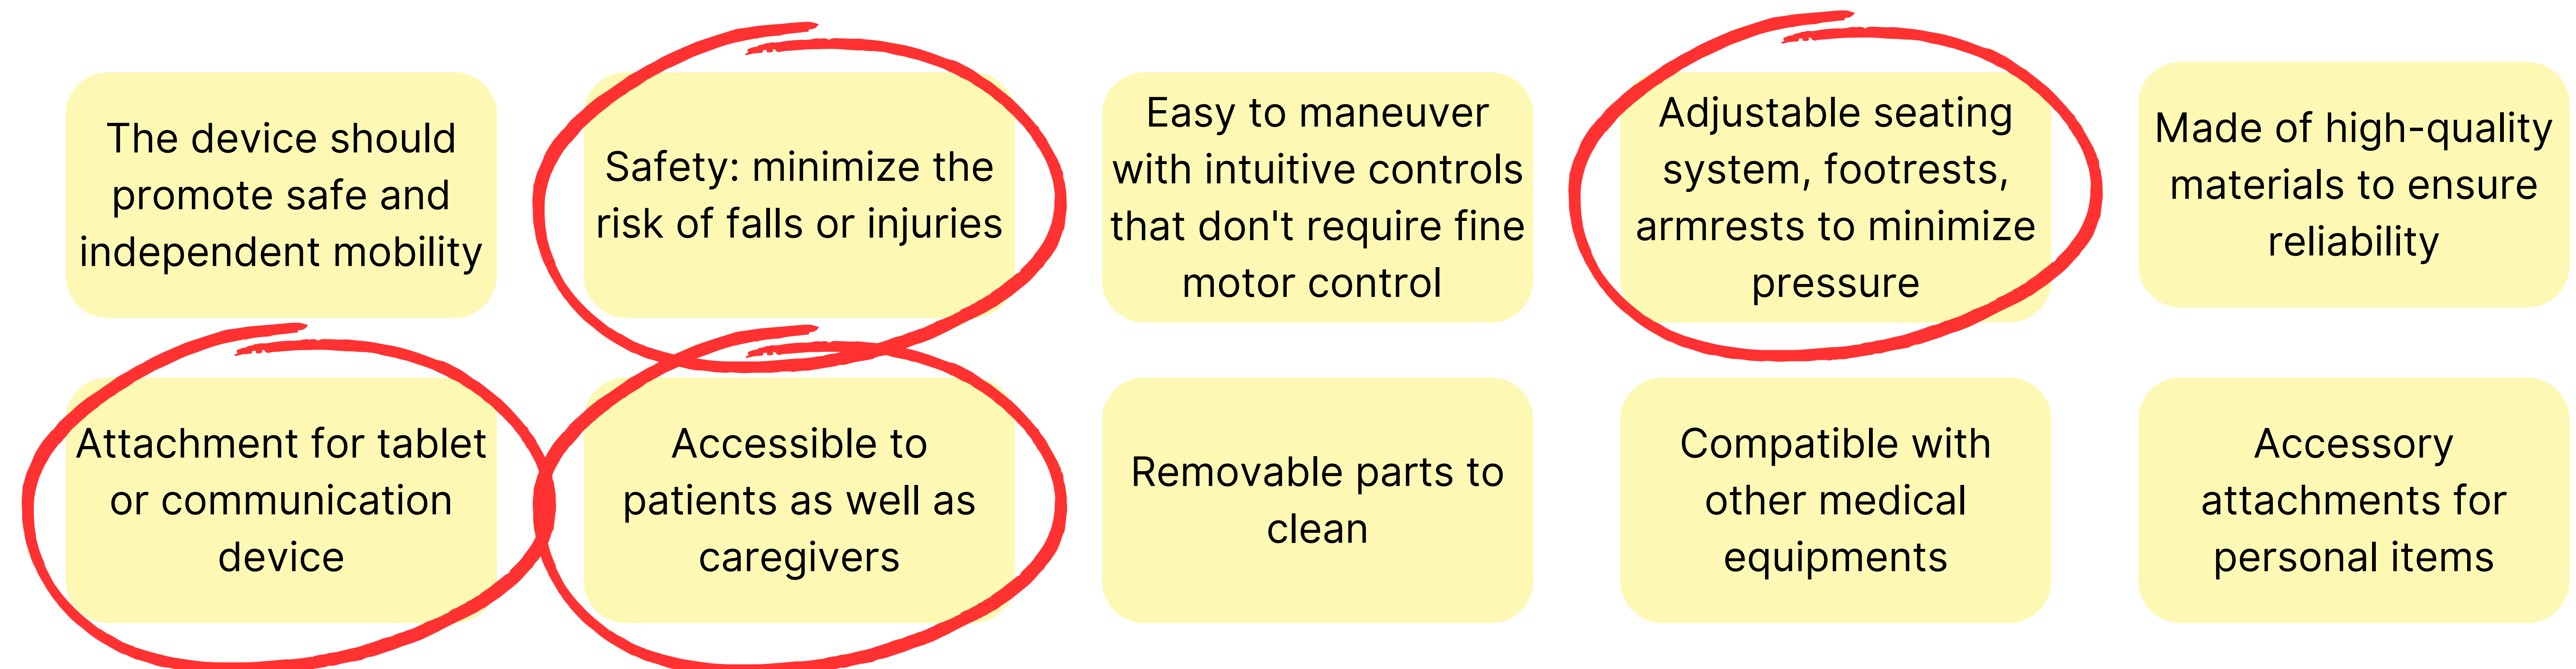 The device should
promote safe and
independent mobility
Safety: minimize the
risk of falls or injuries
Easy to maneuver
with intuitive controls
that don't require fine
motor control
Adjustable seating
system, footrests,
armrests to minimize
pressure
Made of high-quality
materials to ensure
reliability
Attachment for tablet
or communication
device
Accessible to
patients as well as
caregivers
Removable parts to
clean
Compatible with
other medical
equipments
Accessory
attachments for
personal items